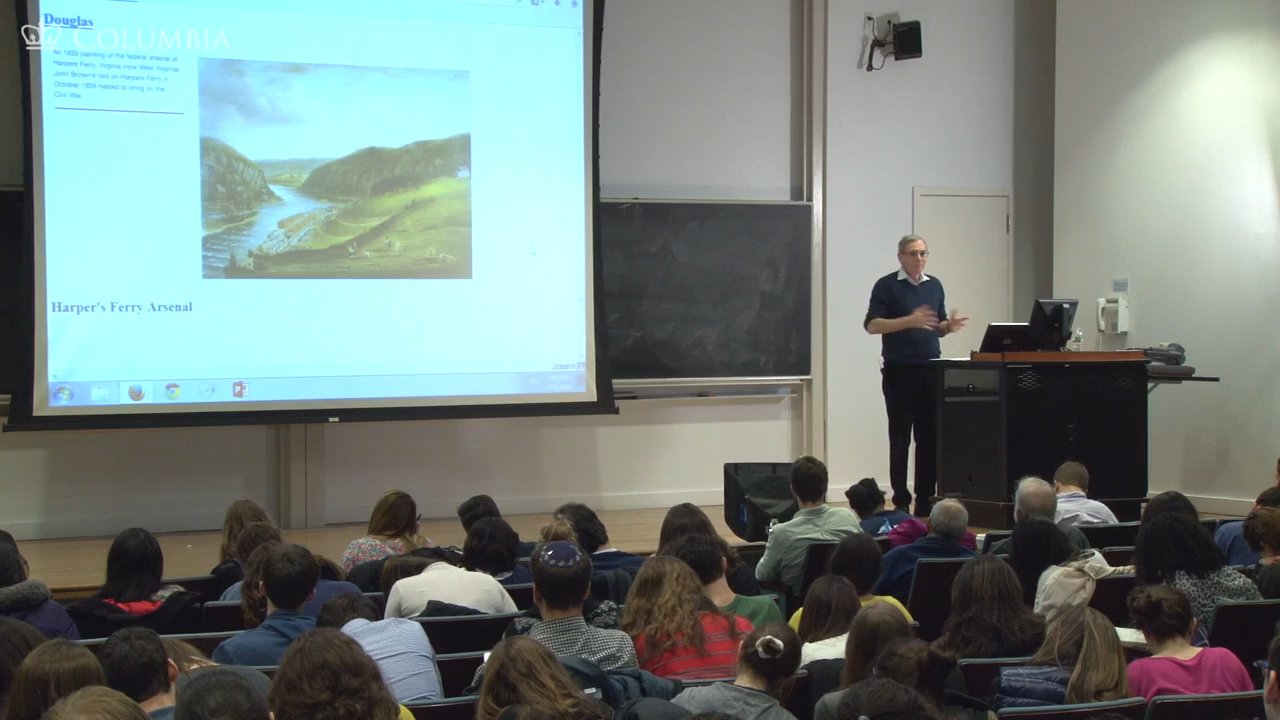 Douglas
COLUMBIA
An 1833 painting of the federal arsenal at
Harpers Ferry, Virginia (now West Virginia).
John Brown's raid on Harpers Ferry in
October 1859 helped to bring on the
Civil War.
Harper's Ferry Arsenal
zotero